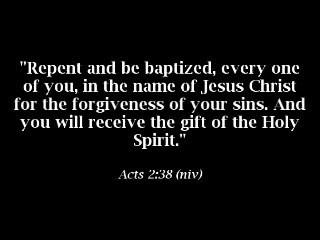 "Repent and be baptized, every one
of you, in the name of Jesus Christ
for the forgiveness of your sins. And
you will receive the gift of the Holy
Spirit."
Acts 2:38 (niv)